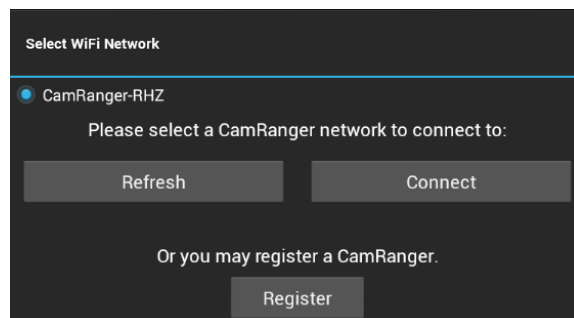 Select WiFi Network
CamRanger-RHZ
Please select a CamRanger network to connect to:
Refresh Connect
Or you may register a CamRanger.
Register